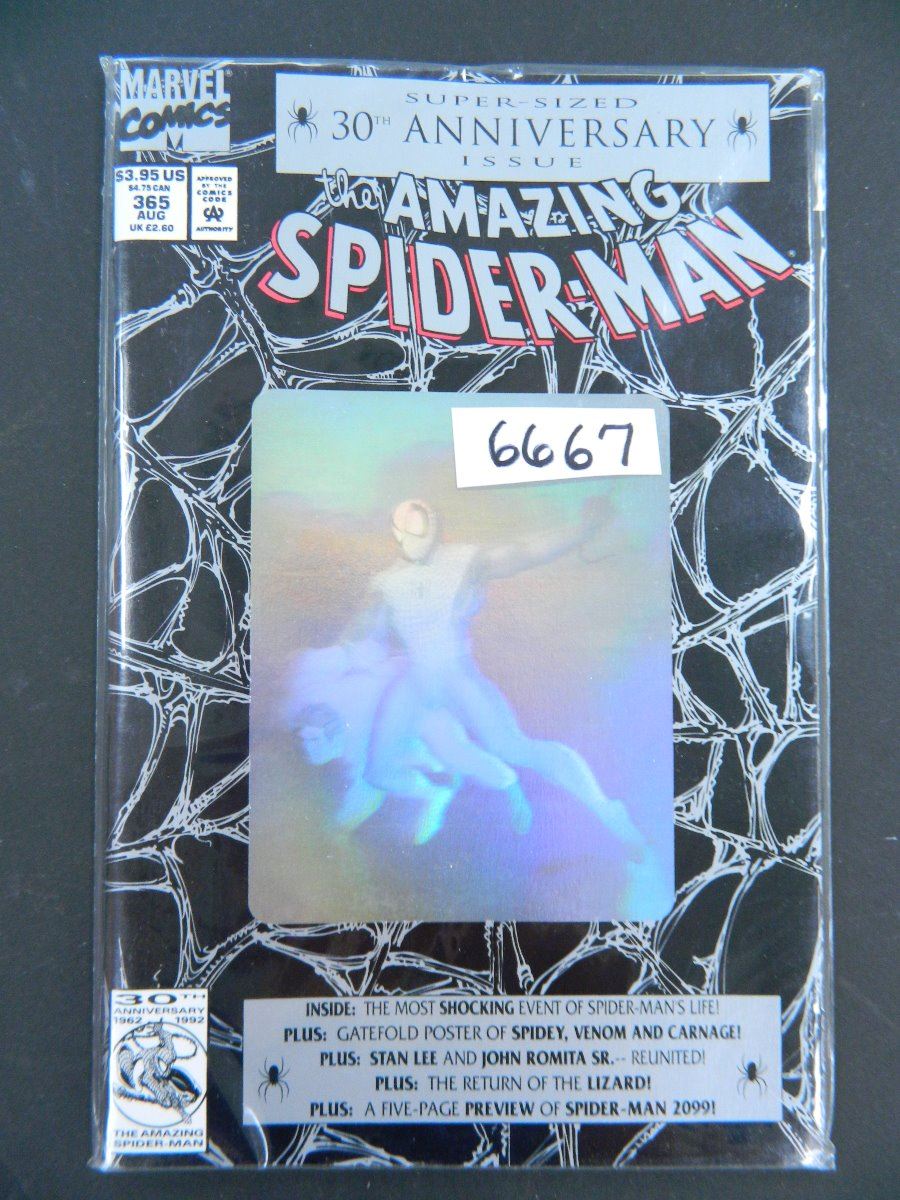 MARVEL
COMICS
M
$3.95 US
$4.75 CAN
365
AUG
UK £2.60
APPROVED
BY THE
COMICS
CODE
CA
AUTHORITY
SUPER-SIZED
30TH ANNIVERSARY
ISSUE
the AMAZING
SPIDER-MAN
6667
30TH
ANNIVERSARY
1962 1992
THE AMAZING
SPIDER-MAN
INSIDE: THE MOST SHOCKING EVENT OF SPIDER-MAN'S LIFE!
PLUS: GATEFOLD POSTER OF SPIDEY, VENOM AND CARNAGE!
PLUS: STAN LEE AND JOHN ROMITA SR.-- REUNITED!
PLUS: THE RETURN OF THE LIZARD!
PLUS: A FIVE-PAGE PREVIEW OF SPIDER-MAN 2099!